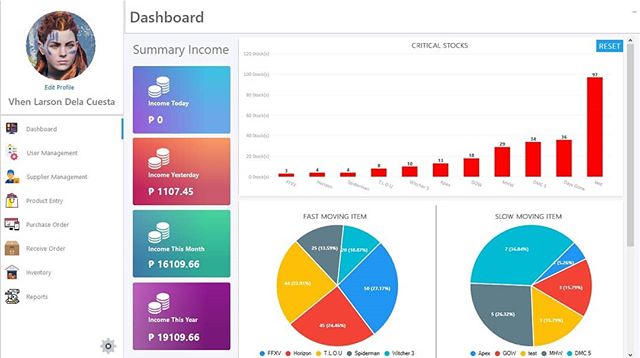 Dashboard
Edit Profile
Vhen Larson Dela Cuesta
Dashboard
User Management
Supplier Management
Product Entry
Purchase Order
Receive Order
Inventory
Reports
Summary Income
Income Today
P 0
Income Yesterday
P 1107.45
Income This Month
P 16109.66
Income This Year
P 19109.66
CRITICAL STOCKS
RESET
120 Stock(s)
100 Stock(s)
80 Stock(s)
60 Stock(s)
40 Stock(s)
20 Stock(s)
0 Stock(s)
3 4 4 8 10 13 18 29 34 36 97
FFXV Horizon Spiderman T.L.O.U Witcher 3 Apex GOW MHW DMC 5 Days Gone test
FAST MOVING ITEM
25 (13.59%)
20 (10.87%)
44 (23.91%)
50 (27.17%)
45 (24.46%)
FFXV Horizon T.L.O.U Spiderman Witcher 3
SLOW MOVING ITEM
7 (36.84%)
1 (5.26%)
3 (15.79%)
5 (26.32%)
3 (15.79%)
Apex GOW test MHW DMC 5